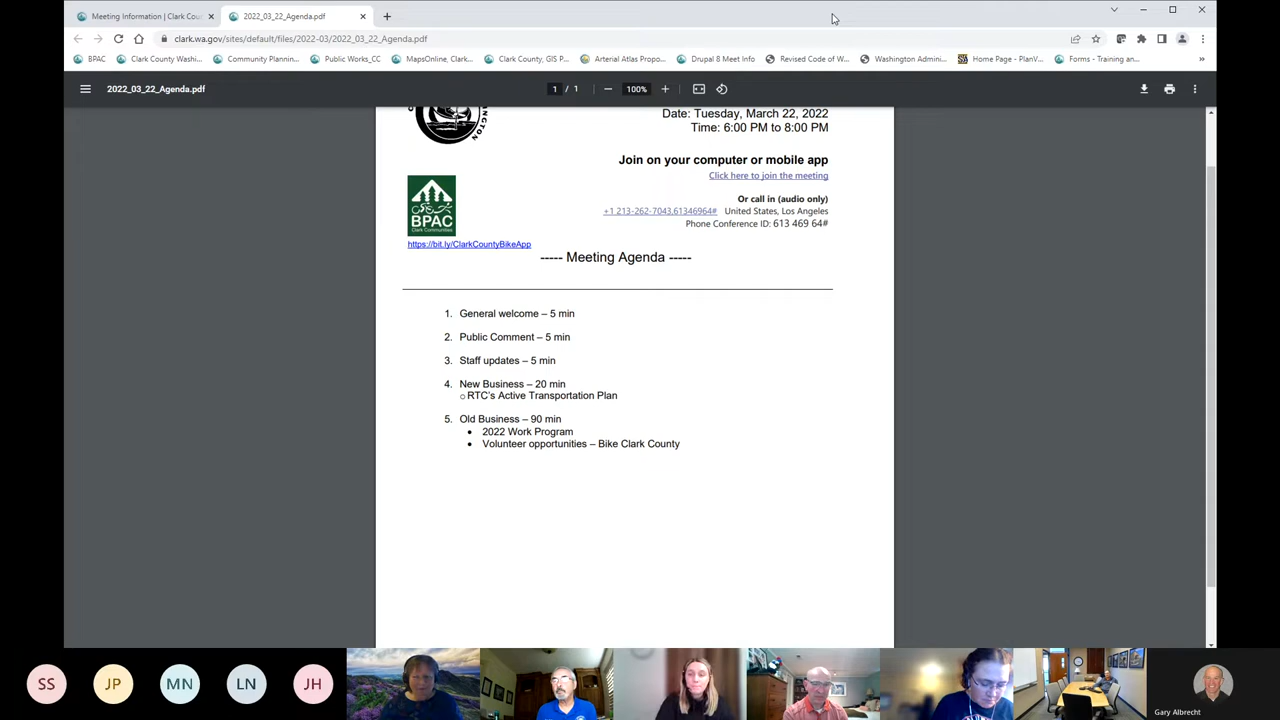 Meeting Information | Clark Cou
2022_03_22_Agenda.pdf
clark.wa.gov/sites/default/files/2022-03/2022_03_22_Agenda.pdf
BPAC
Clark County Washi...
Community Plannin...
Public Works_CC
MapsOnline, Clark...
Clark County, GIS P...
Arterial Atlas Propo...
Drupal 8 Meet Info
Revised Code of W...
Washington Admini...
Home Page - PlanV...
Forms - Training an...
2022_03_22_Agenda.pdf
1 / 1
100%
Date: Tuesday, March 22, 2022
Time: 6:00 PM to 8:00 PM
Join on your computer or mobile app
Click here to join the meeting
Or call in (audio only)
+1 213-262-7043,61346964# United States, Los Angeles
Phone Conference ID: 613 469 64#
BPAC
Clark Communities
https://bit.ly/ClarkCountyBikeApp
----- Meeting Agenda -----
1. General welcome – 5 min
2. Public Comment – 5 min
3. Staff updates – 5 min
4. New Business – 20 min
o RTC's Active Transportation Plan
5. Old Business – 90 min
• 2022 Work Program
• Volunteer opportunities – Bike Clark County
SS
JP
MN
LN
JH
Gary Albrecht